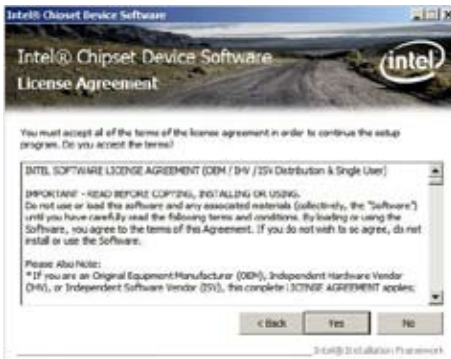 Intel® Chipset Device Software
Intel® Chipset Device Software
License Agreement
intel
You must accept all of the terms of the license agreement in order to continue the setup
program. Do you accept the terms?
INTEL SOFTWARE LICENSE AGREEMENT (OEM / IHV / ISV Distribution & Single User)
IMPORTANT - READ BEFORE COPYING, INSTALLING OR USING.
Do not use or load this software and any associated materials (collectively, the "Software")
until you have carefully read the following terms and conditions. By loading or using the
Software, you agree to the terms of this Agreement. If you do not wish to so agree, do not
install or use the Software.
Please Also Note:
* If you are an Original Equipment Manufacturer (OEM), Independent Hardware Vendor
(IHV), or Independent Software Vendor (ISV), this complete LICENSE AGREEMENT applies;
< Back Yes No
Intel® Installation Framework